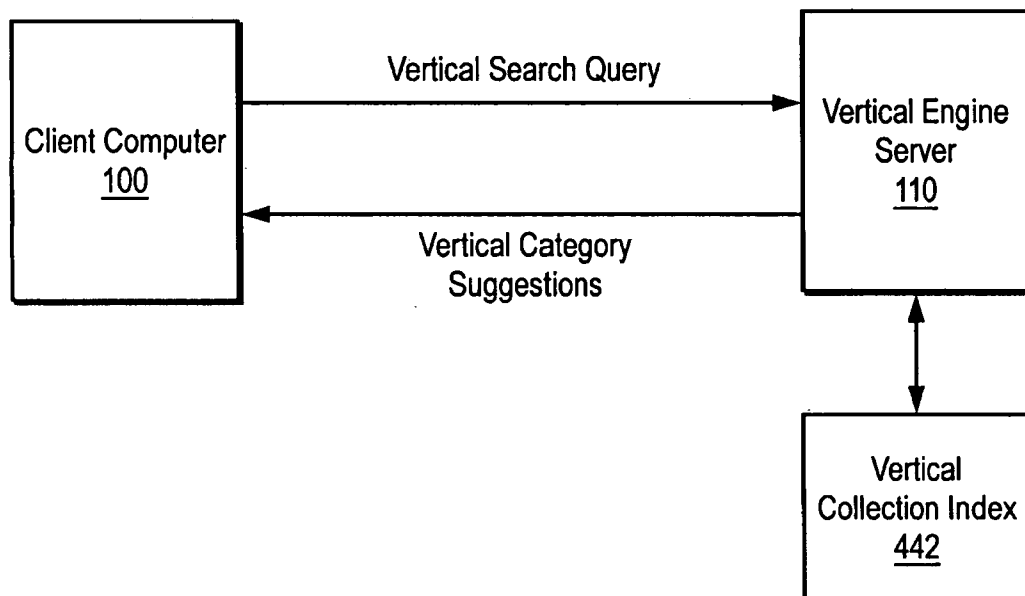 Vertical Search Query
Client Computer
100
Vertical Engine
Server
110
Vertical Category
Suggestions
Vertical
Collection Index
442